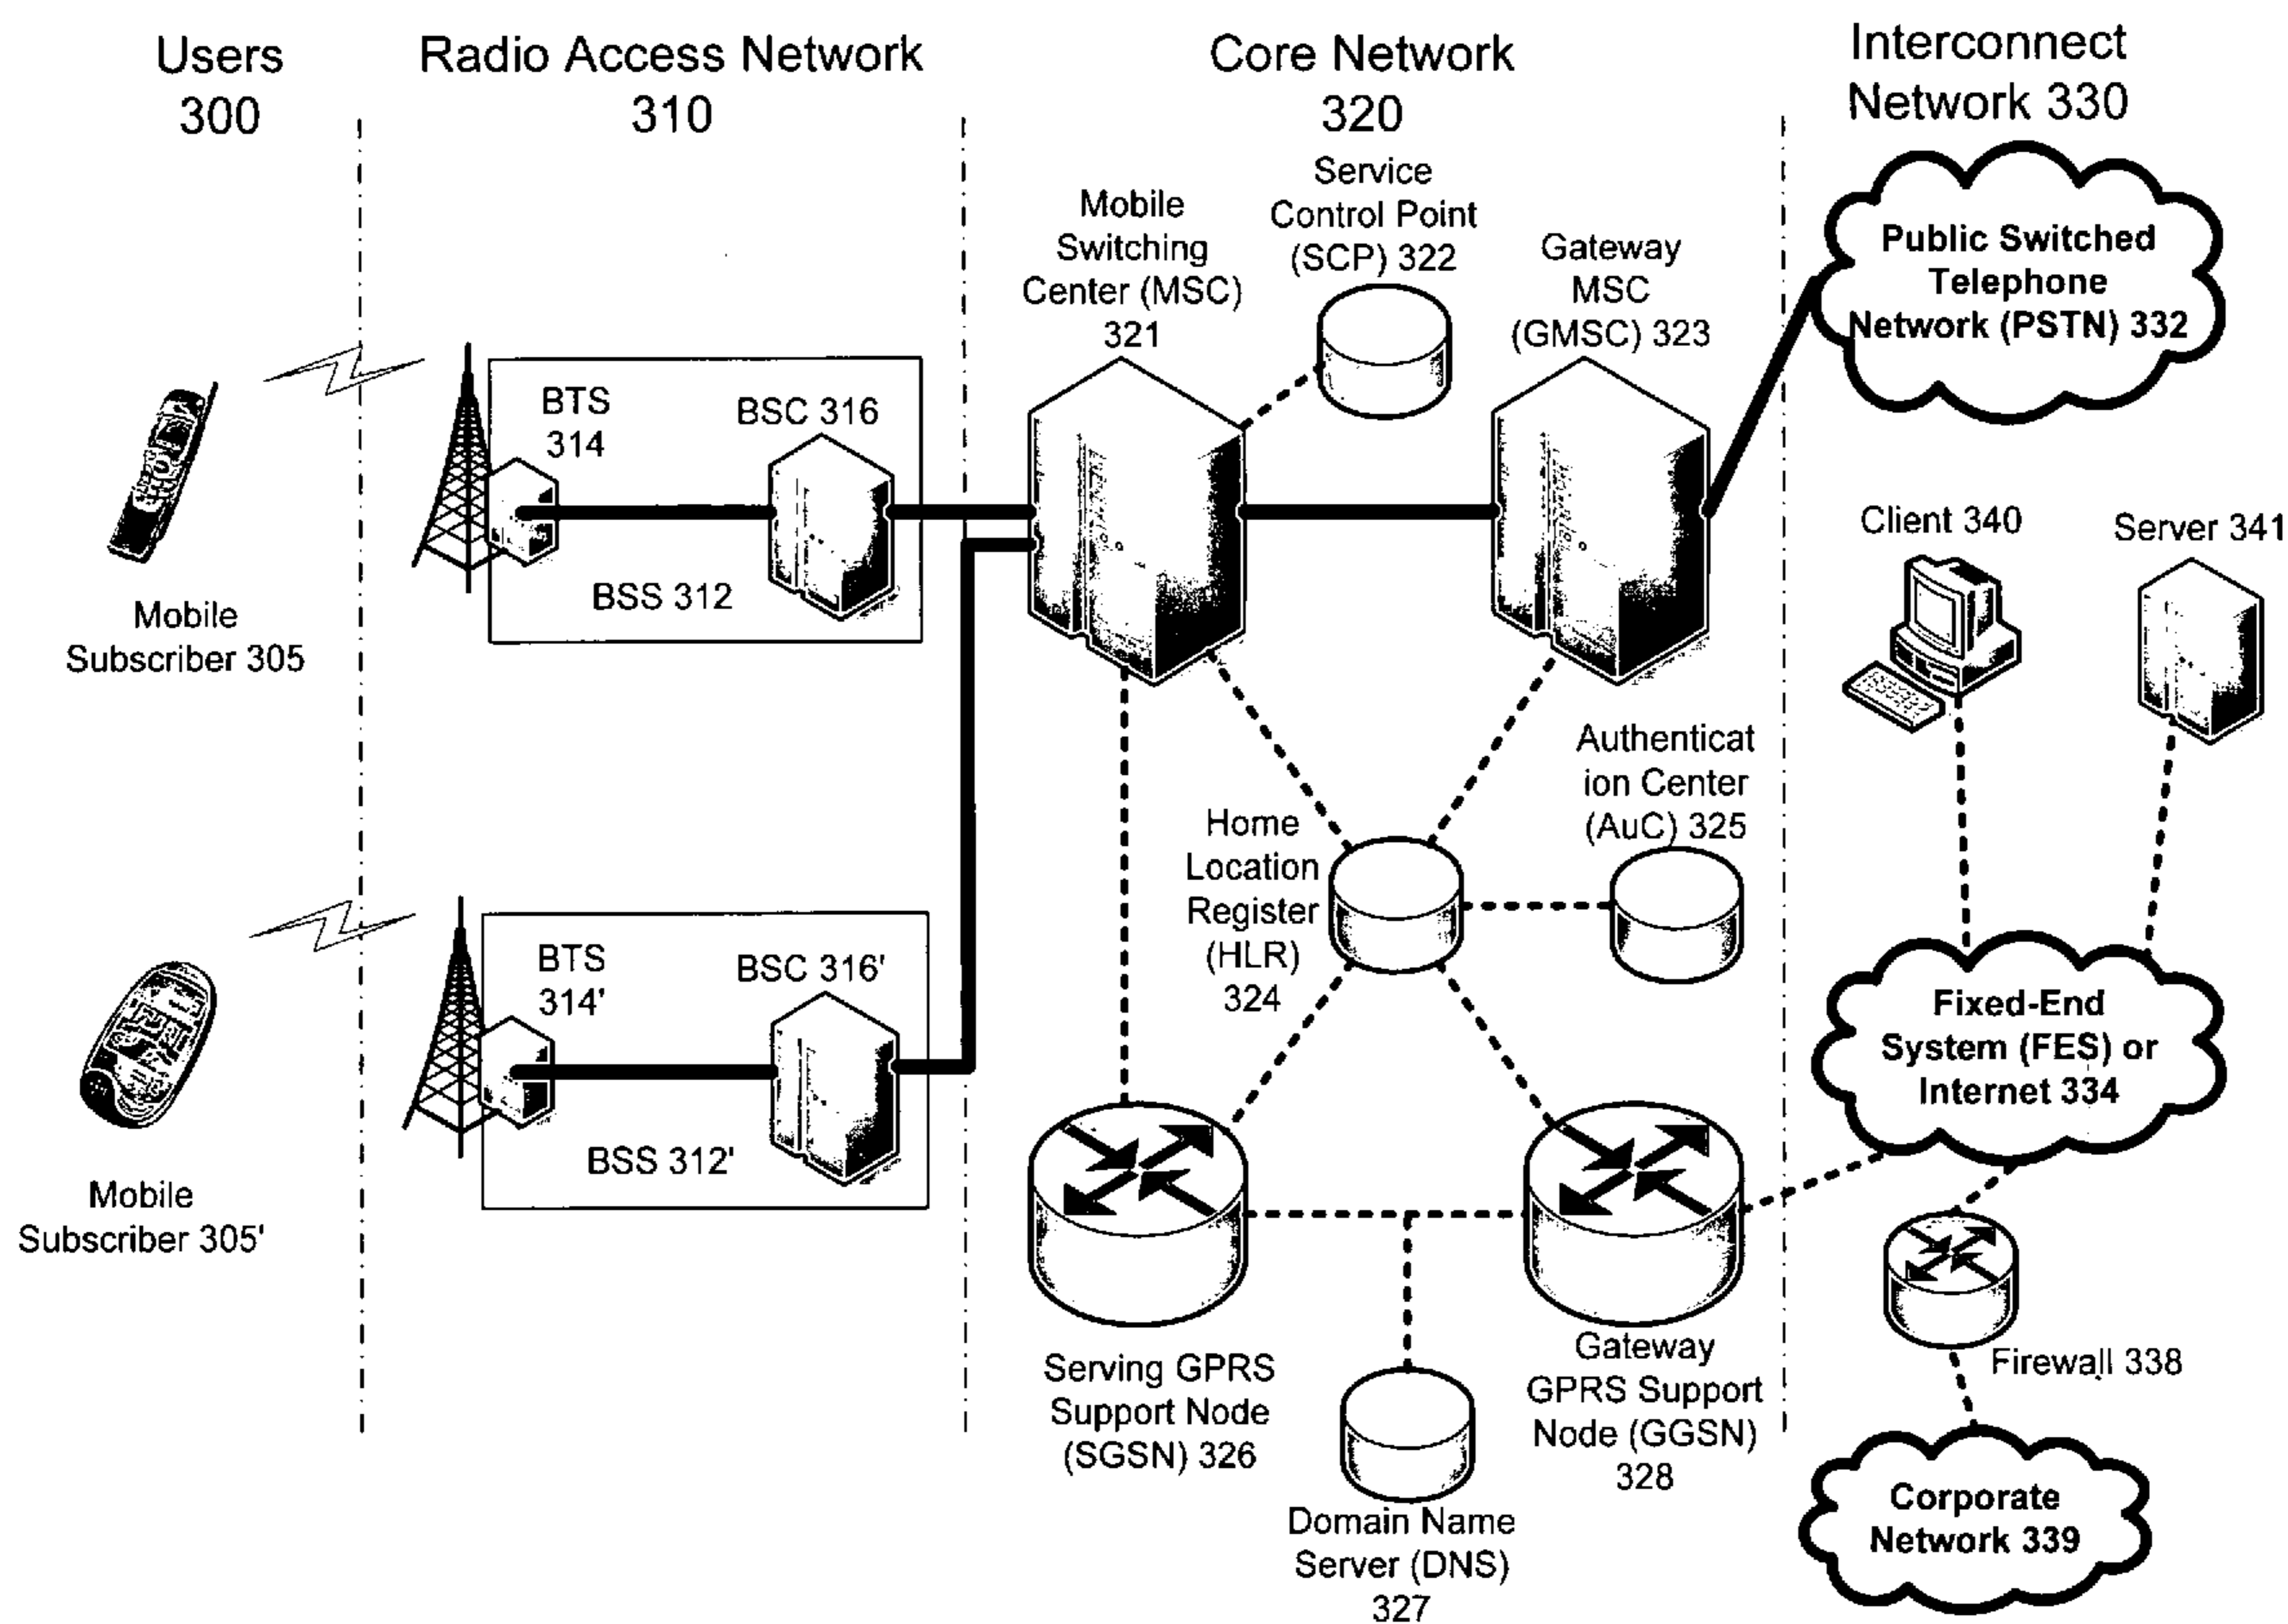 Users
300
Radio Access Network
310
Core Network
320
Interconnect
Network 330
Mobile
Switching
Center (MSC)
321
Service
Control Point
(SCP) 322
Gateway
MSC
(GMSC) 323
Public Switched
Telephone
Network (PSTN) 332
BTS
314
BSC 316
BSS 312
Mobile
Subscriber 305
Client 340
Server 341
Home
Location
Register
(HLR)
324
Authenticat
ion Center
(AuC) 325
BTS
314'
BSC 316'
BSS 312'
Mobile
Subscriber 305'
Fixed-End
System (FES) or
Internet 334
Serving GPRS
Support Node
(SGSN) 326
Gateway
GPRS Support
Node (GGSN)
328
Firewall 338
Domain Name
Server (DNS)
327
Corporate
Network 339